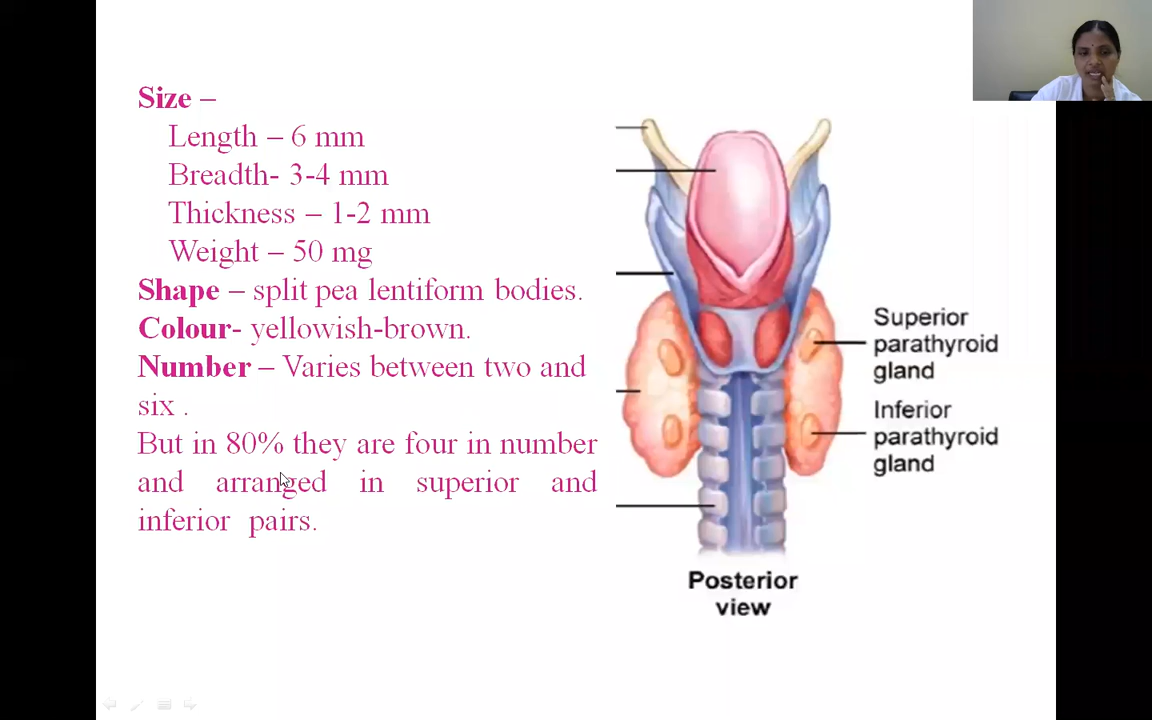 Size –
Length – 6 mm
Breadth- 3-4 mm
Thickness – 1-2 mm
Weight – 50 mg
Shape – split pea lentiform bodies.
Colour- yellowish-brown.
Number – Varies between two and
six .
But in 80% they are four in number
and arranged in superior and
inferior pairs.
Superior
parathyroid
gland
Inferior
parathyroid
gland
Posterior
view